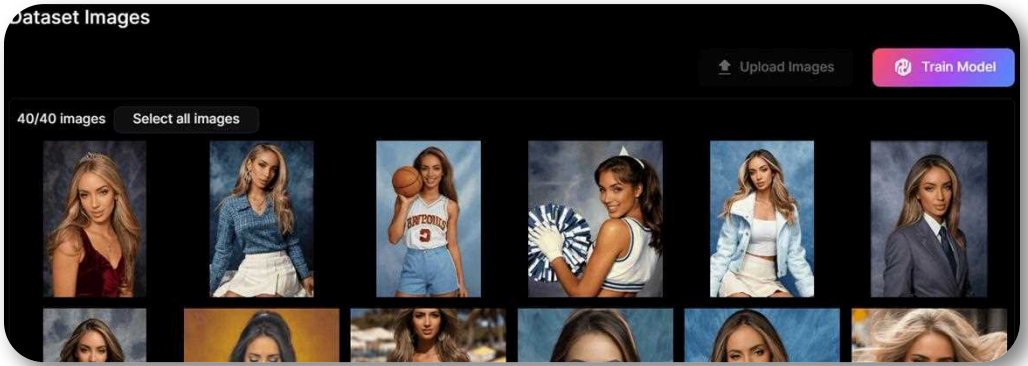 Dataset Images
Upload Images
Train Model
40/40 images
Select all images